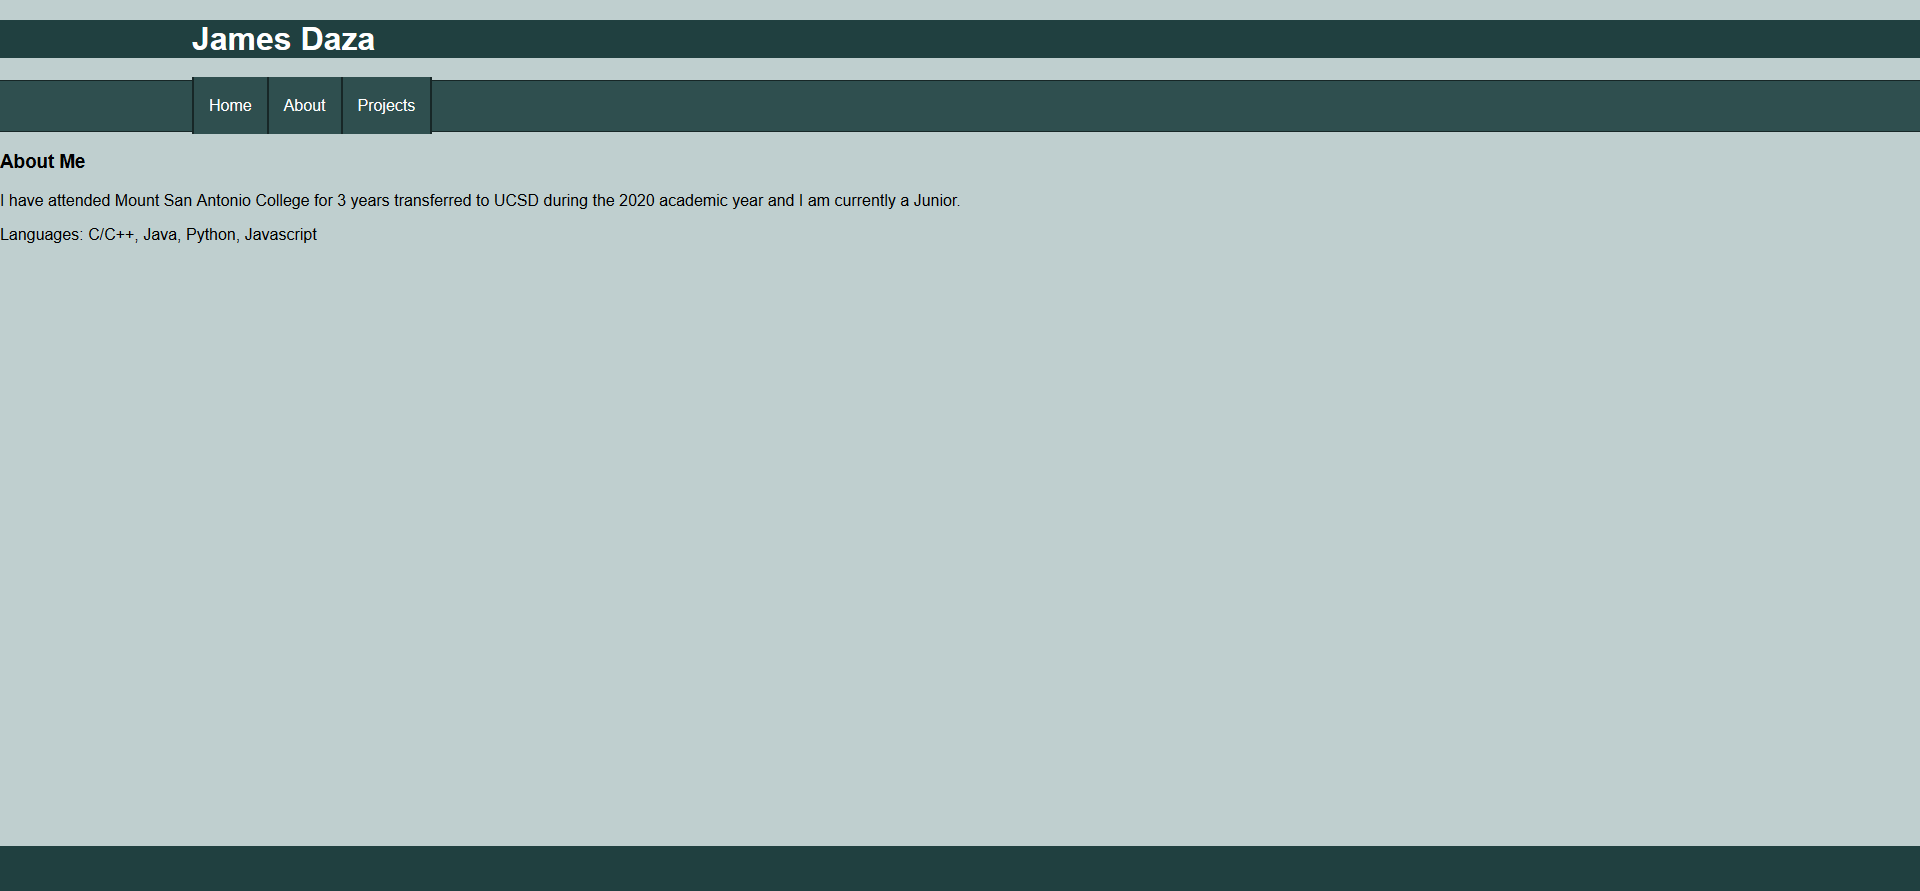 James Daza
Home About Projects
About Me
I have attended Mount San Antonio College for 3 years transferred to UCSD during the 2020 academic year and I am currently a Junior.
Languages: C/C++, Java, Python, Javascript